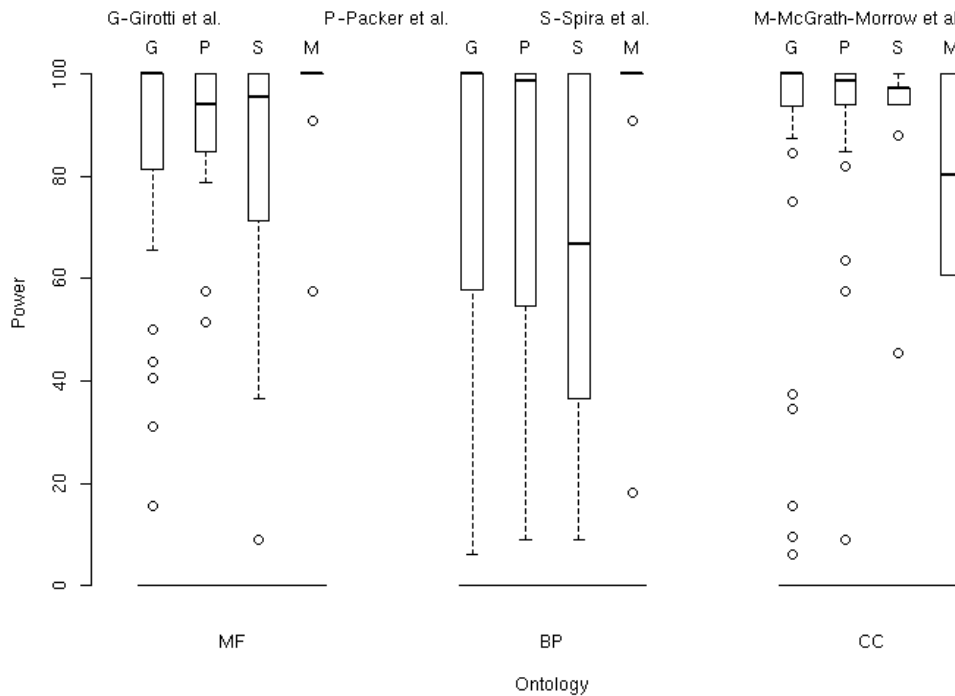 G-Girotti et al. P-Packer et al. S-Spira et al. M-McGrath-Morrow et al
G P S M G P S M G P S M
100
80
60
40
20
0
Power
MF BP CC
Ontology